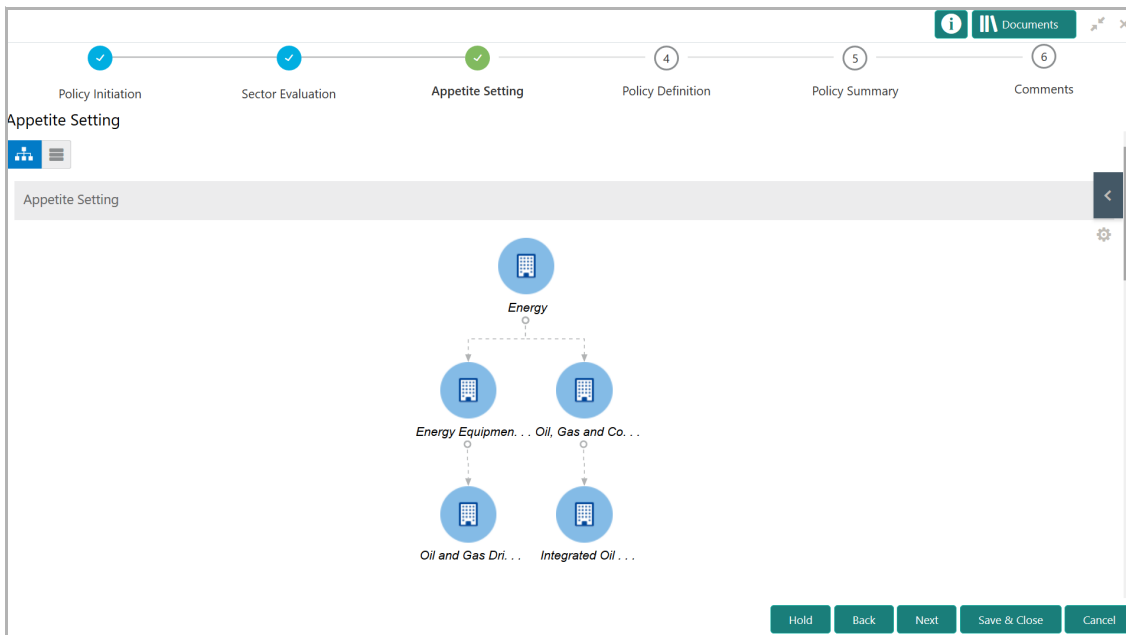 Documents
4 5 6
Policy Initiation Sector Evaluation Appetite Setting Policy Definition Policy Summary Comments
Appetite Setting
Appetite Setting
Energy
Energy Equipmen. . . Oil, Gas and Co. . .
Oil and Gas Dri. . . Integrated Oil . . .
Hold Back Next Save & Close Cancel